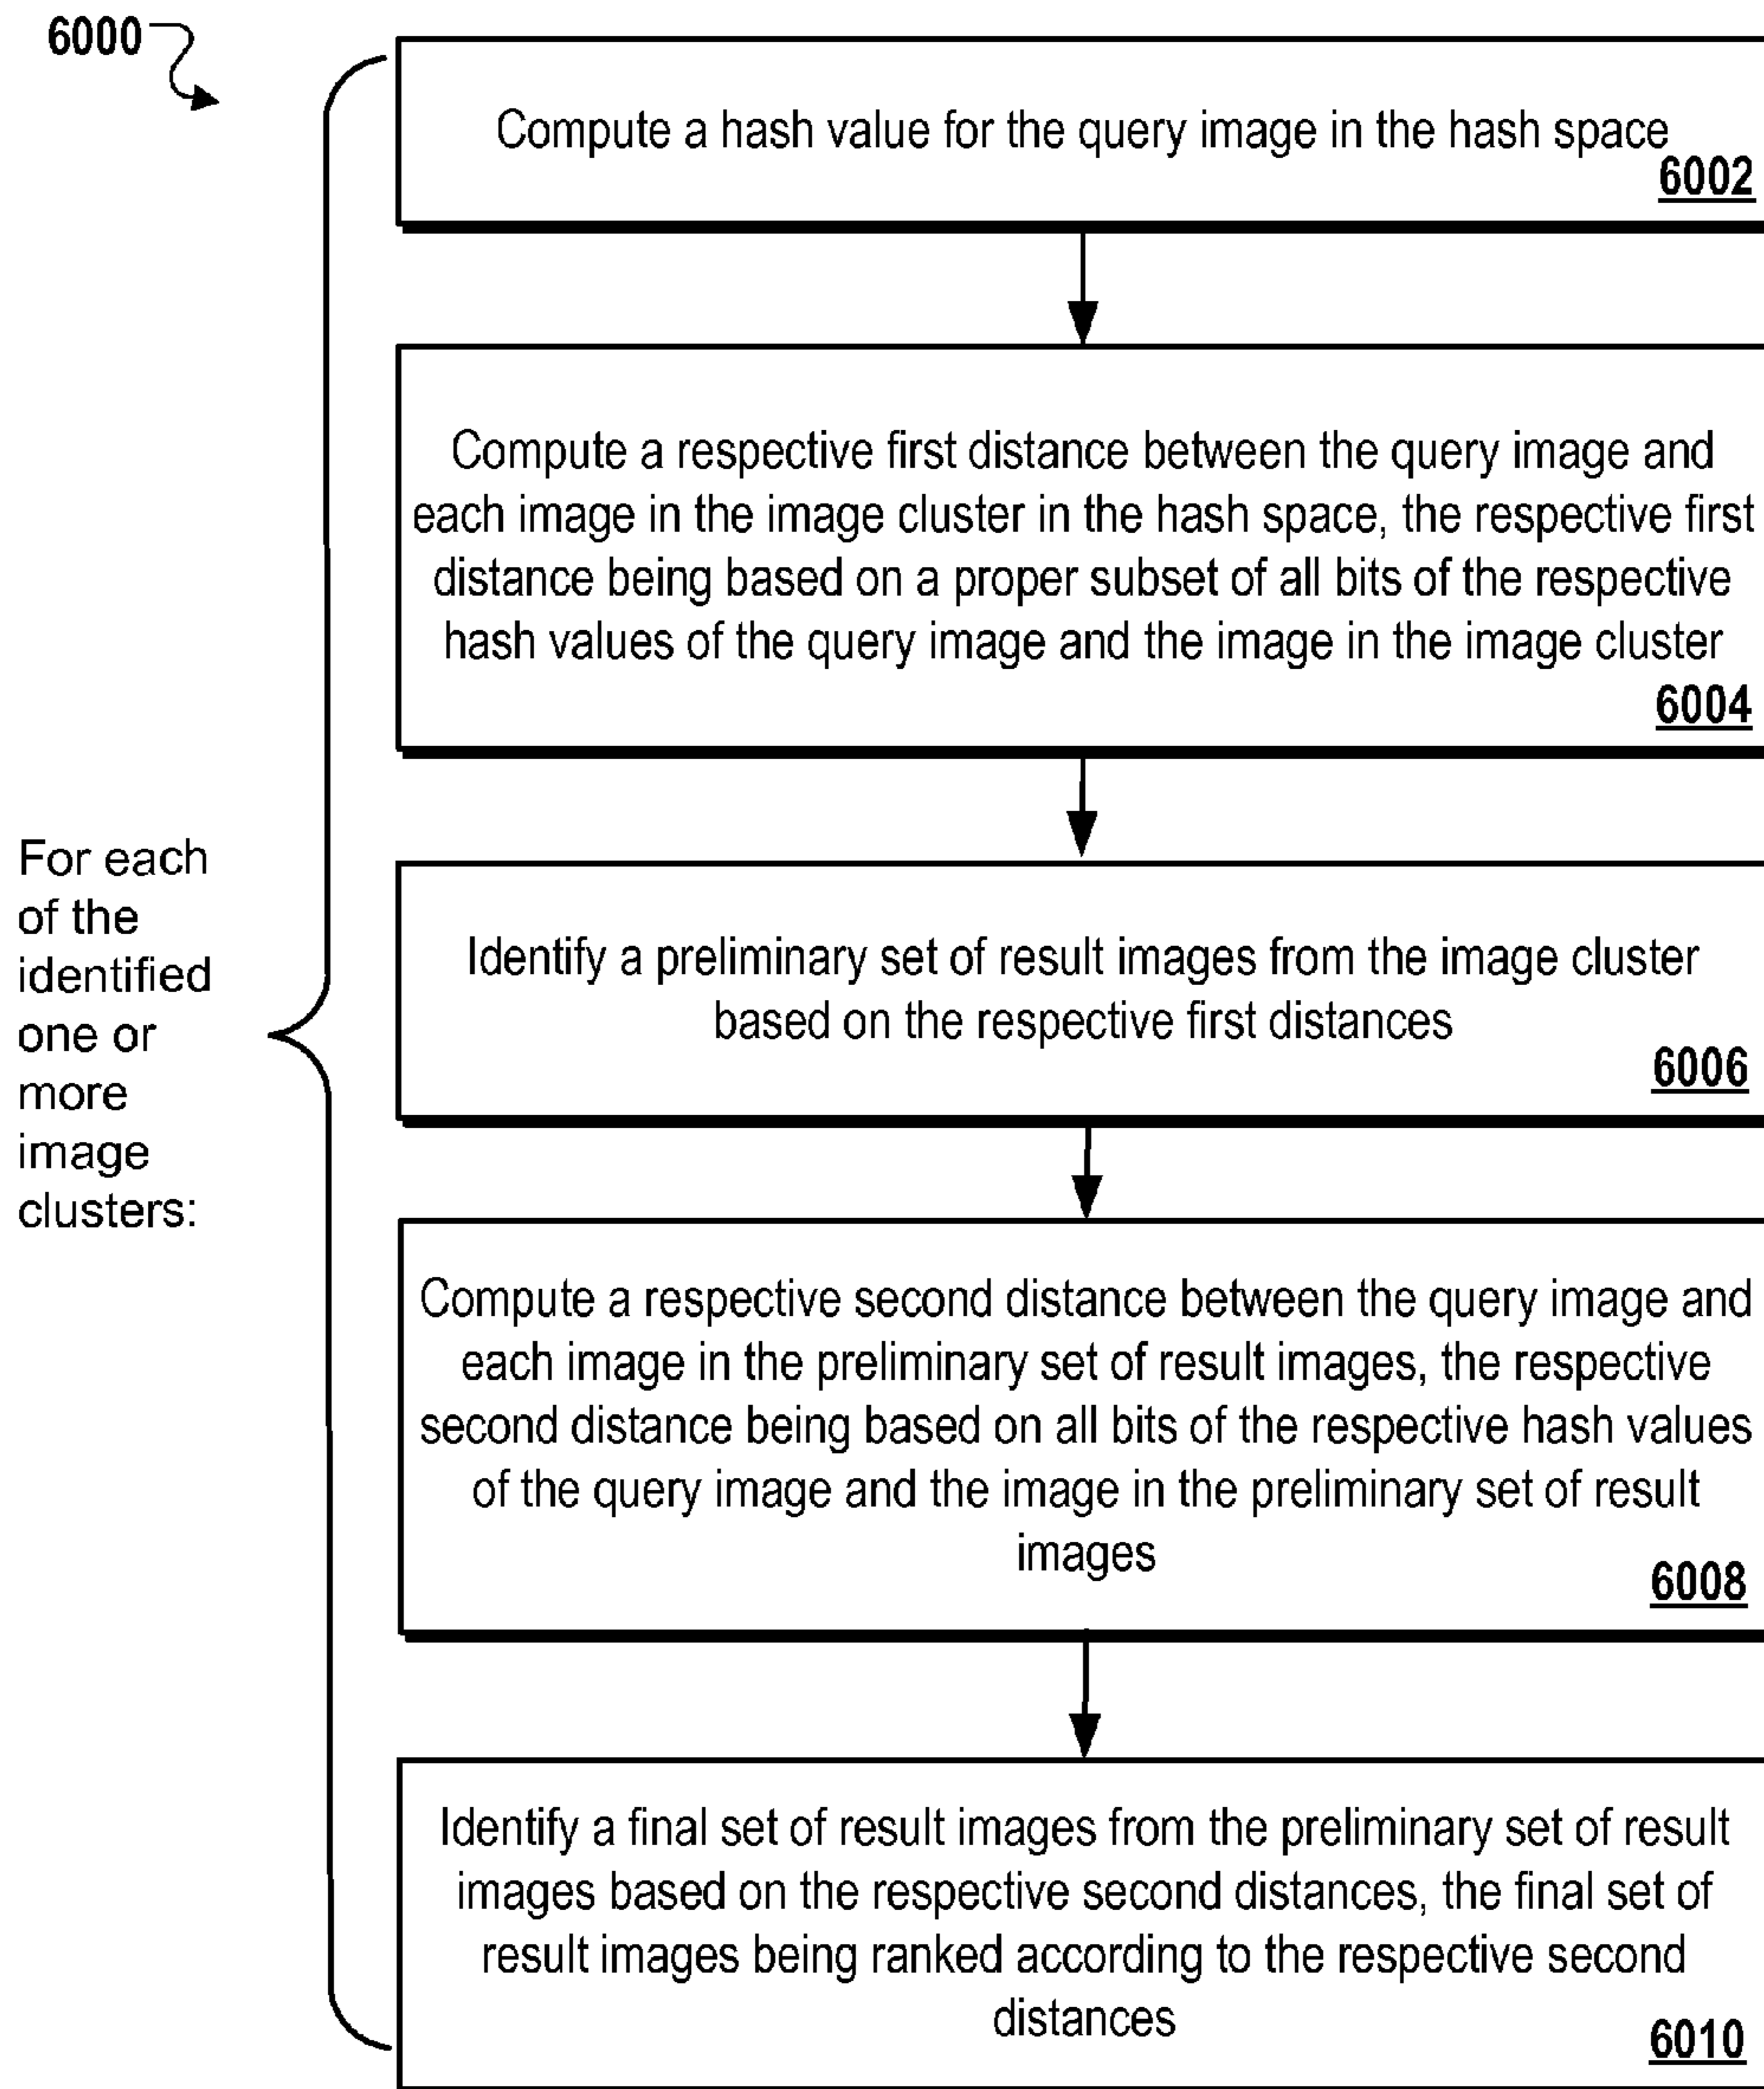 6000
Compute a hash value for the query image in the hash space
6002
Compute a respective first distance between the query image and
each image in the image cluster in the hash space, the respective first
distance being based on a proper subset of all bits of the respective
hash values of the query image and the image in the image cluster
6004
For each
of the
identified
one or
more
image
clusters:
Identify a preliminary set of result images from the image cluster
based on the respective first distances
6006
Compute a respective second distance between the query image and
each image in the preliminary set of result images, the respective
second distance being based on all bits of the respective hash values
of the query image and the image in the preliminary set of result
images
6008
Identify a final set of result images from the preliminary set of result
images based on the respective second distances, the final set of
result images being ranked according to the respective second
distances
6010